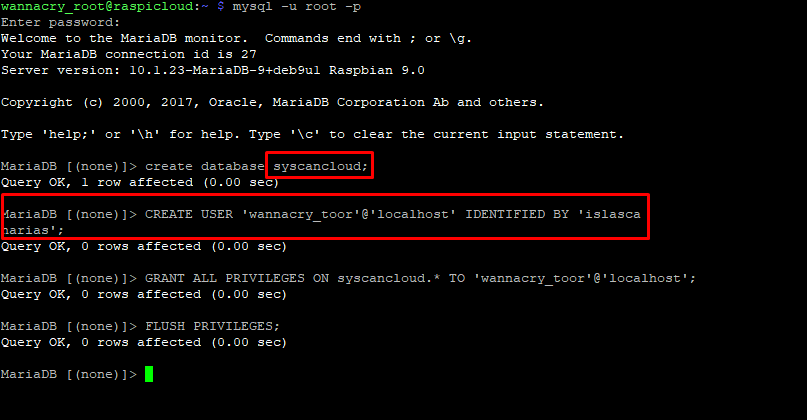 wannacry_root@raspicloud:~ $ mysql -u root -p
Enter password:
Welcome to the MariaDB monitor.  Commands end with ; or \g.
Your MariaDB connection id is 27
Server version: 10.1.23-MariaDB-9+deb9u1 Raspbian 9.0
Copyright (c) 2000, 2017, Oracle, MariaDB Corporation Ab and others.
Type 'help;' or '\h' for help. Type '\c' to clear the current input statement.
MariaDB [(none)]> create database syscancloud;
Query OK, 1 row affected (0.00 sec)
MariaDB [(none)]> CREATE USER 'wannacry_toor'@'localhost' IDENTIFIED BY 'islasca
narias';
Query OK, 0 rows affected (0.00 sec)
MariaDB [(none)]> GRANT ALL PRIVILEGES ON syscancloud.* TO 'wannacry_toor'@'localhost';
Query OK, 0 rows affected (0.00 sec)
MariaDB [(none)]> FLUSH PRIVILEGES;
Query OK, 0 rows affected (0.00 sec)
MariaDB [(none)]>